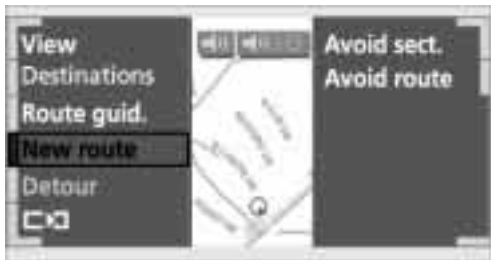 View
Destinations
Route guid.
New route
Detour
Avoid sect.
Avoid route